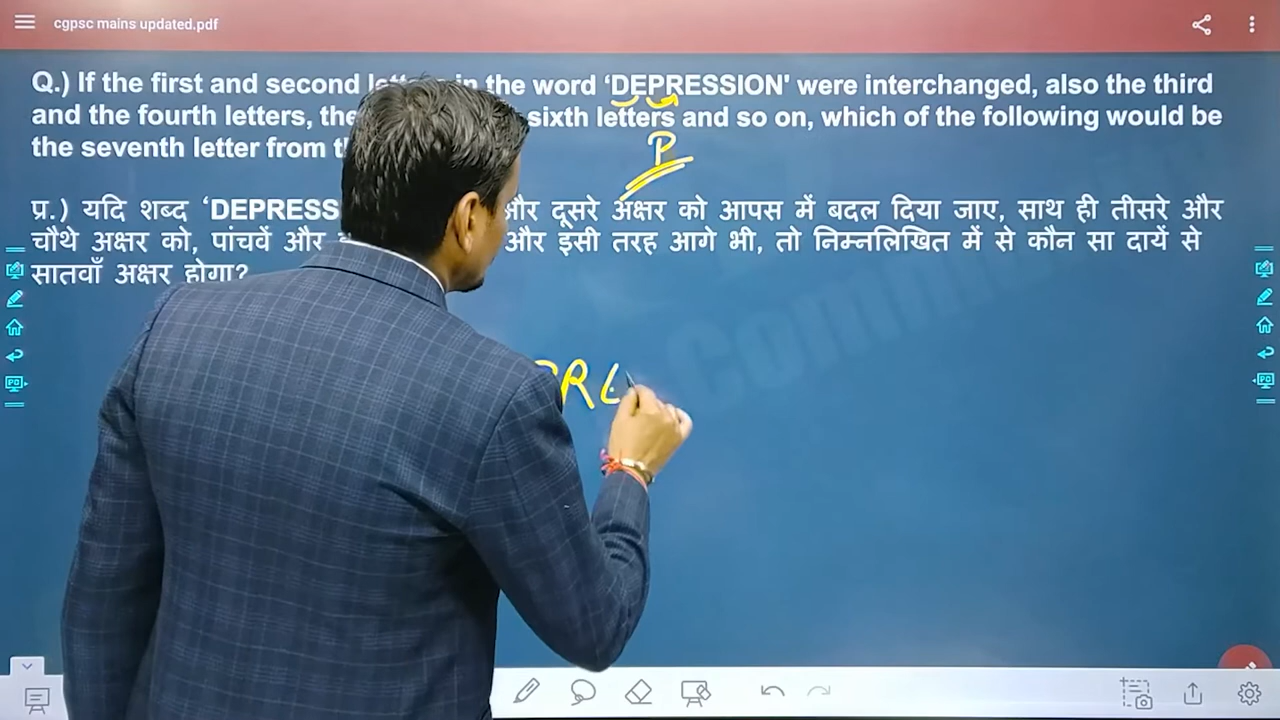 cgpsc mains updated.pdf
Q.) If the first and second in the word ‘DEPRESSION' were interchanged, also the third
and the fourth letters, sixth letters and so on, which of the following would be
the seventh letter from
P
प्र.) यदि शब्द ‘DEPRESS और दूसरे अक्षर को आपस में बदल दिया जाए, साथ ही तीसरे और
चौथे अक्षर को, पांचवें और और इसी तरह आगे भी, तो निम्नलिखित में से कौन सा दायें से
सातवाँ अक्षर होगा?
PR